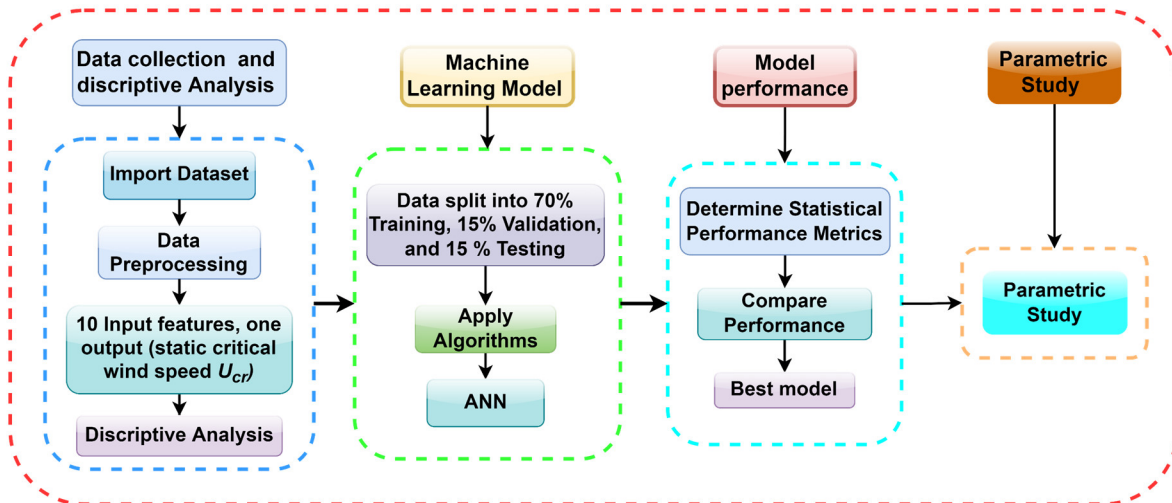 Data collection and
discriptive Analysis
Import Dataset
Data
Preprocessing
10 Input features, one
output (static critical
wind speed Ucr)
Discriptive Analysis
Machine
Learning Model
Data split into 70%
Training, 15% Validation,
and 15 % Testing
Apply
Algorithms
ANN
Model
performance
Determine Statistical
Performance Metrics
Compare
Performance
Best model
Parametric
Study
Parametric
Study